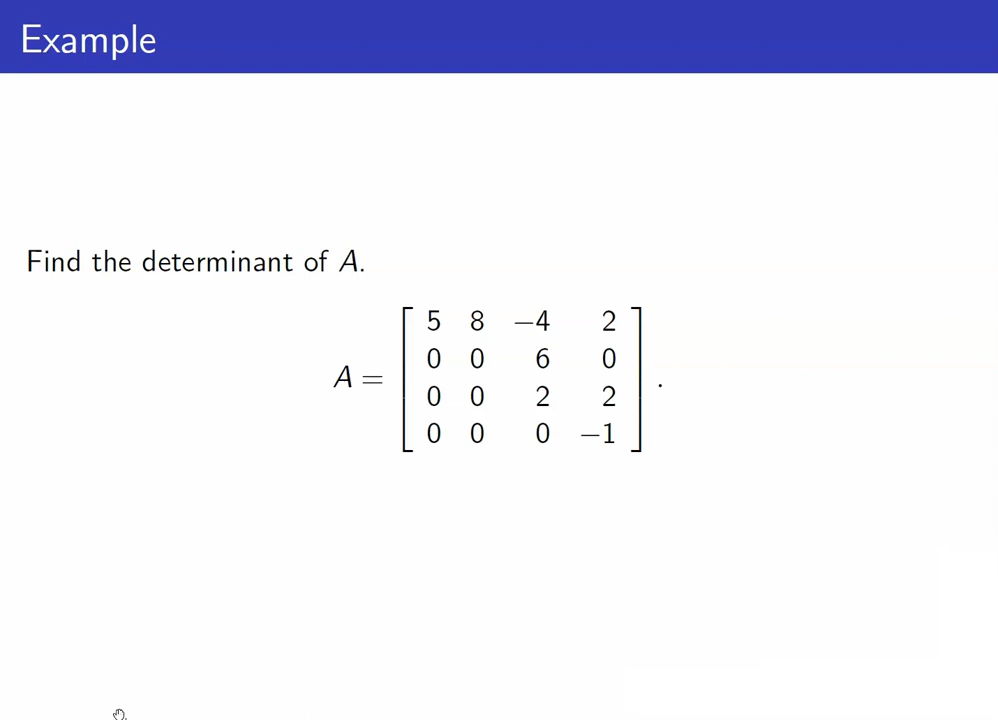 Example
Find the determinant of A.
A = [ 5 8 −4 2
0 0 6 0
0 0 2 2
0 0 0 −1 ] .